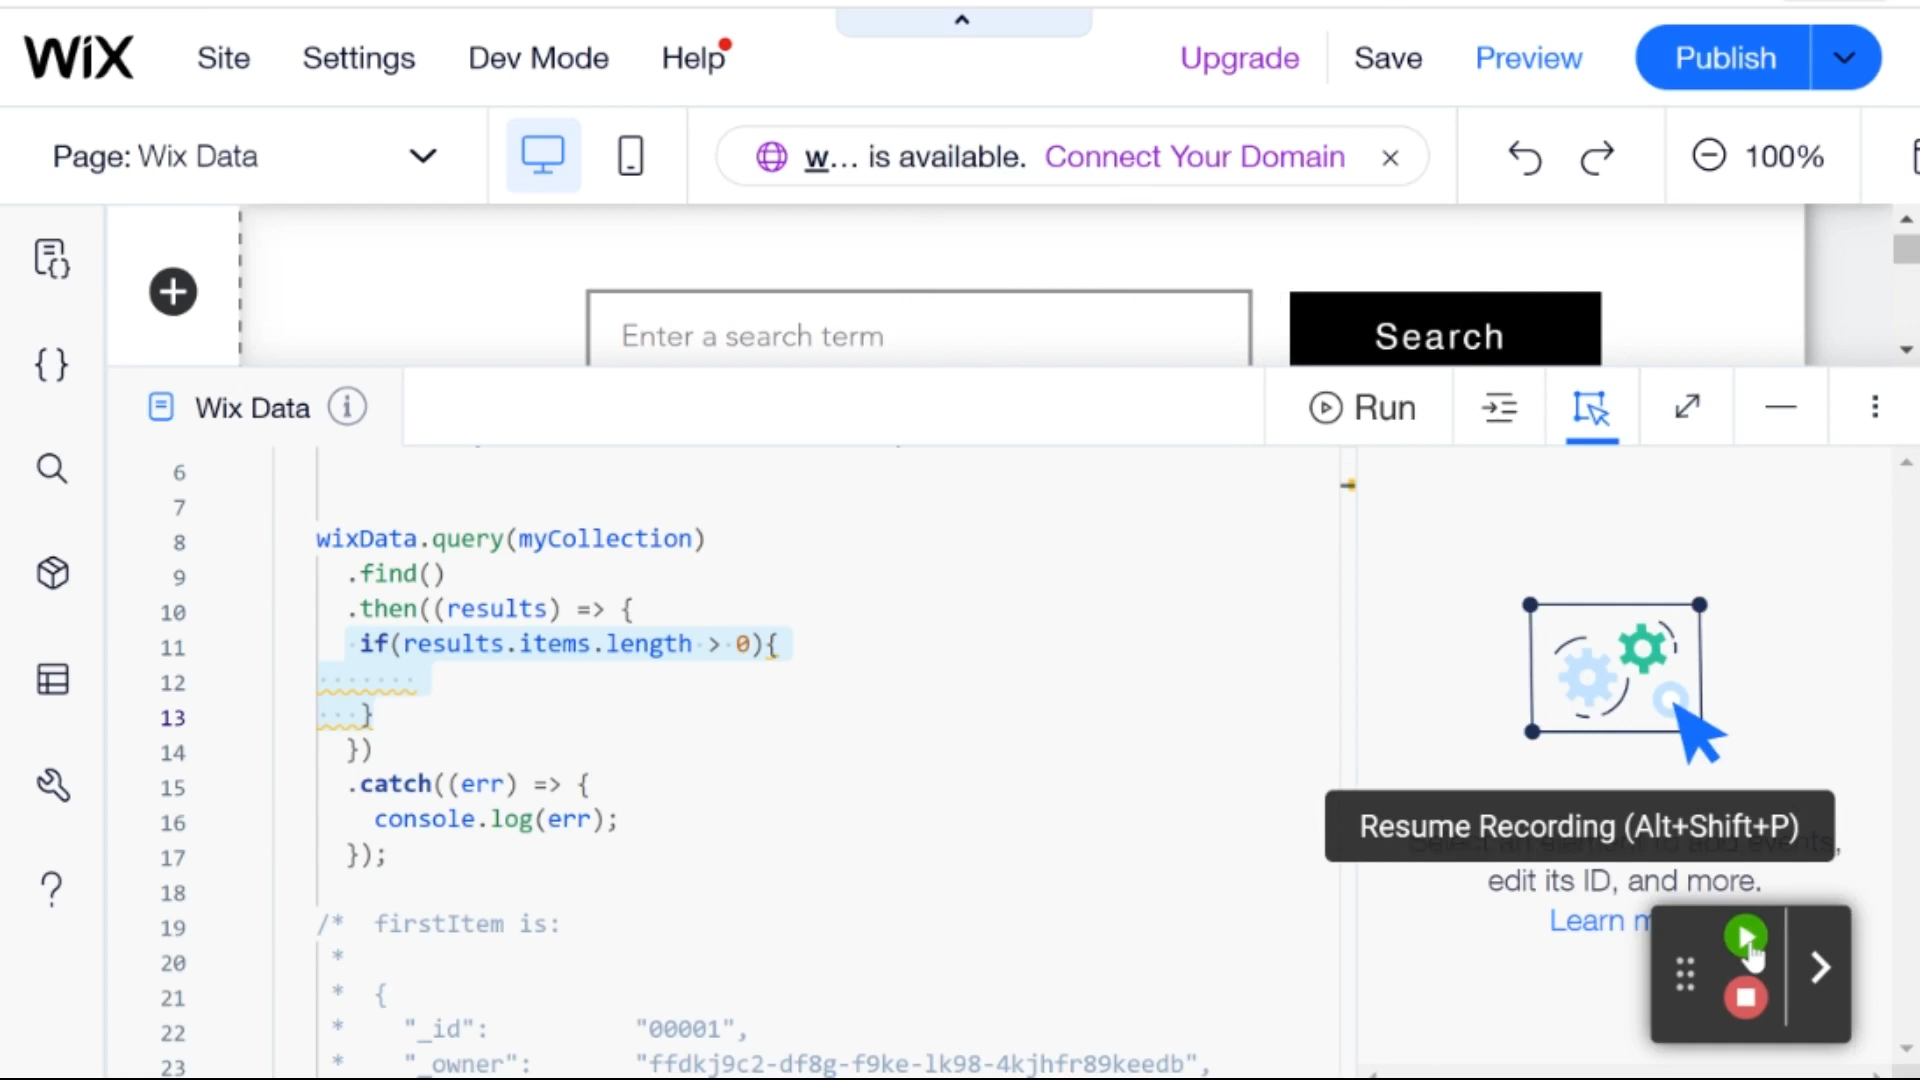 WiX Site Settings Dev Mode Help Upgrade Save Preview Publish
Page: Wix Data w... is available. Connect Your Domain 100%
Enter a search term Search
Wix Data Run
6
7
8 wixData.query(myCollection)
9 .find()
10 .then((results) => {
11 if(results.items.length > 0){
12
13 }
14 })
15 .catch((err) => {
16 console.log(err);
17 });
18
19 /* firstItem is:
20 *
21 * {
22 * "_id": "00001",
23 * "_owner": "ffdkj9c2-df8g-f9ke-lk98-4kjhfr89keedb",
Resume Recording (Alt+Shift+P)
edit its ID, and more.
Learn